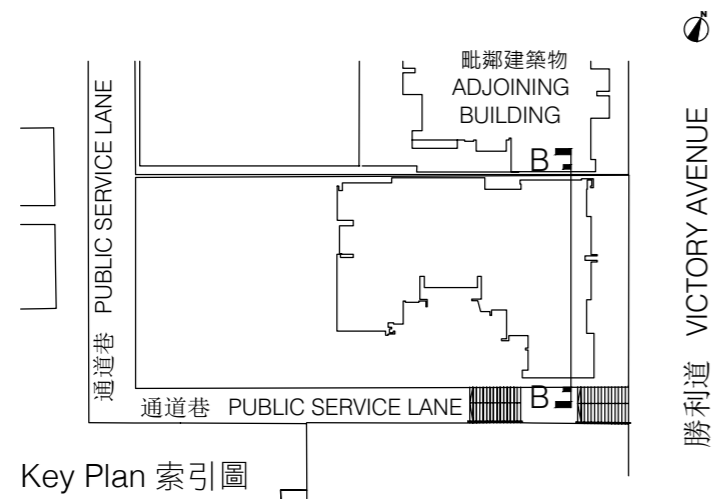 N
毗鄰建築物
ADJOINING
BUILDING
B
通道巷 PUBLIC SERVICE LANE
勝利道 VICTORY AVENUE
通道巷 PUBLIC SERVICE LANE
B
Key Plan 索引圖